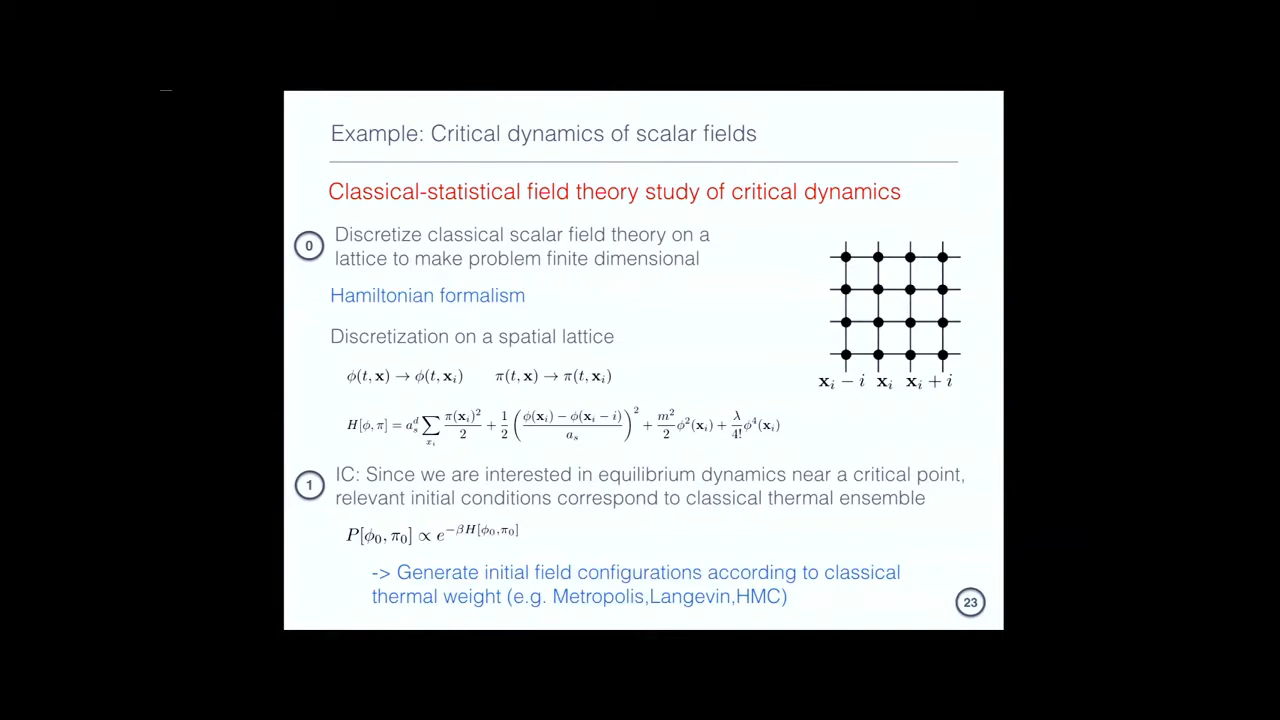 Example: Critical dynamics of scalar fields
Classical-statistical field theory study of critical dynamics
0
Discretize classical scalar field theory on a
lattice to make problem finite dimensional
Hamiltonian formalism
Discretization on a spatial lattice
ϕ(t, x) → ϕ(t, xᵢ) π(t, x) → π(t, xᵢ)
xᵢ − i xᵢ xᵢ + i
H[ϕ, π] = a_s^d ∑_{x_i} π(xᵢ)²/2 + 1/2 ((ϕ(xᵢ) − ϕ(xᵢ − i))/a_s)² + m²/2 ϕ²(xᵢ) + λ/4! ϕ⁴(xᵢ)
1
IC: Since we are interested in equilibrium dynamics near a critical point,
relevant initial conditions correspond to classical thermal ensemble
P[ϕ₀, π₀] ∝ e^{−βH[ϕ₀,π₀]}
-> Generate initial field configurations according to classical
thermal weight (e.g. Metropolis,Langevin,HMC)
23